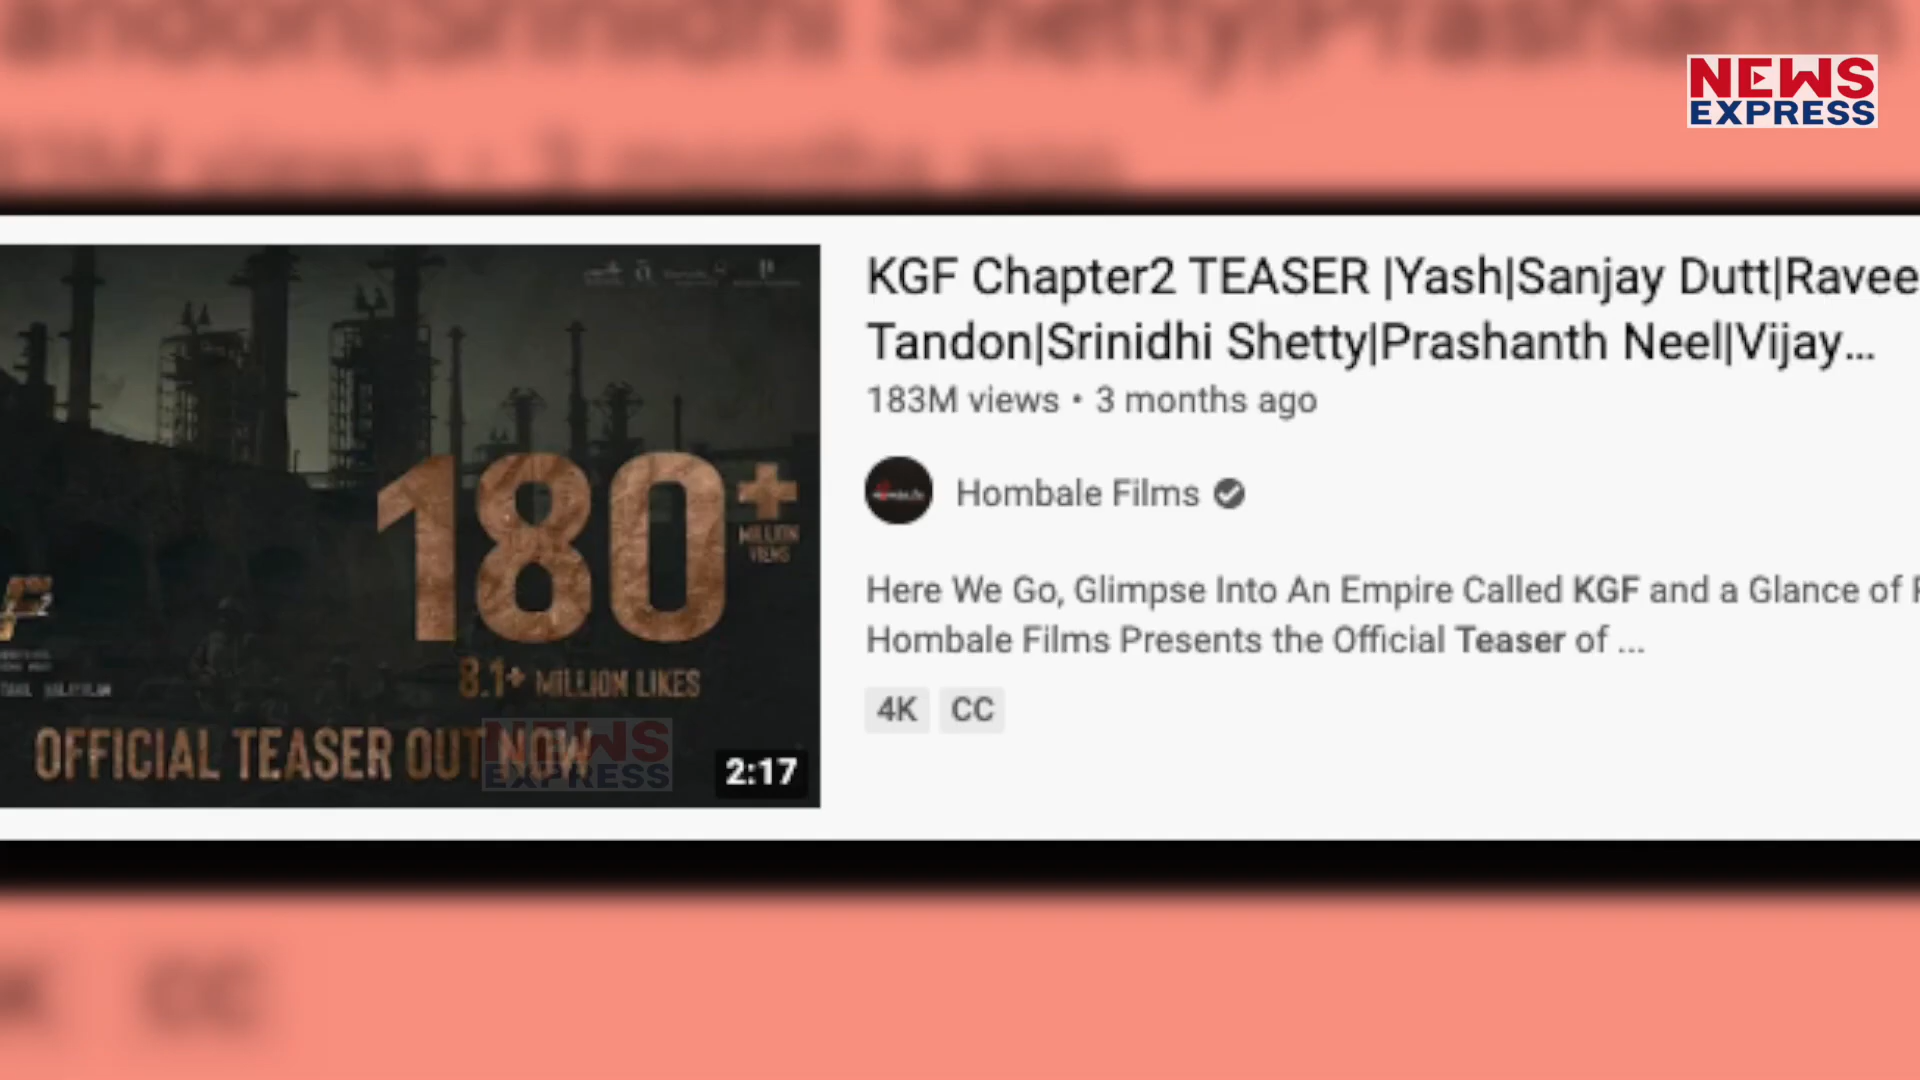 NEWS
EXPRESS
KGF Chapter2 TEASER |Yash|Sanjay Dutt|Ravee
Tandon|Srinidhi Shetty|Prashanth Neel|Vijay...
183M views • 3 months ago
Hombale Films
Here We Go, Glimpse Into An Empire Called KGF and a Glance of
Hombale Films Presents the Official Teaser of ...
4K CC
180+
MILLION
VIEWS
8.1+ MILLION LIKES
OFFICIAL TEASER OUT NOW
NEWS
EXPRESS
2:17